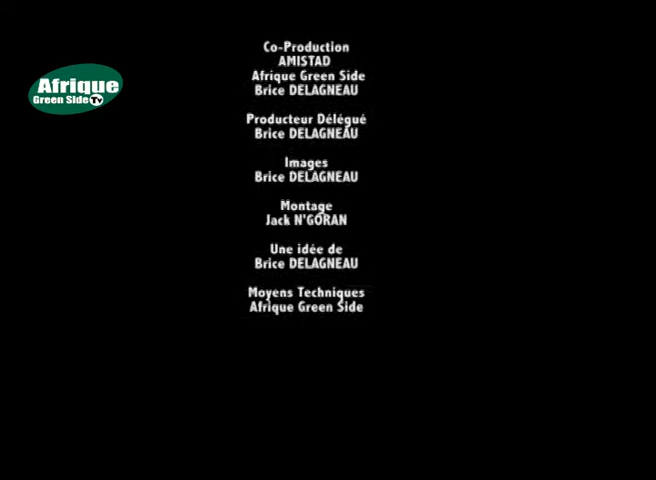 Afrique
Green Side Tv
Co-Production
AMISTAD
Afrique Green Side
Brice DELAGNEAU
Producteur Délégué
Brice DELAGNEAU
Images
Brice DELAGNEAU
Montage
Jack N'GORAN
Une idée de
Brice DELAGNEAU
Moyens Techniques
Afrique Green Side